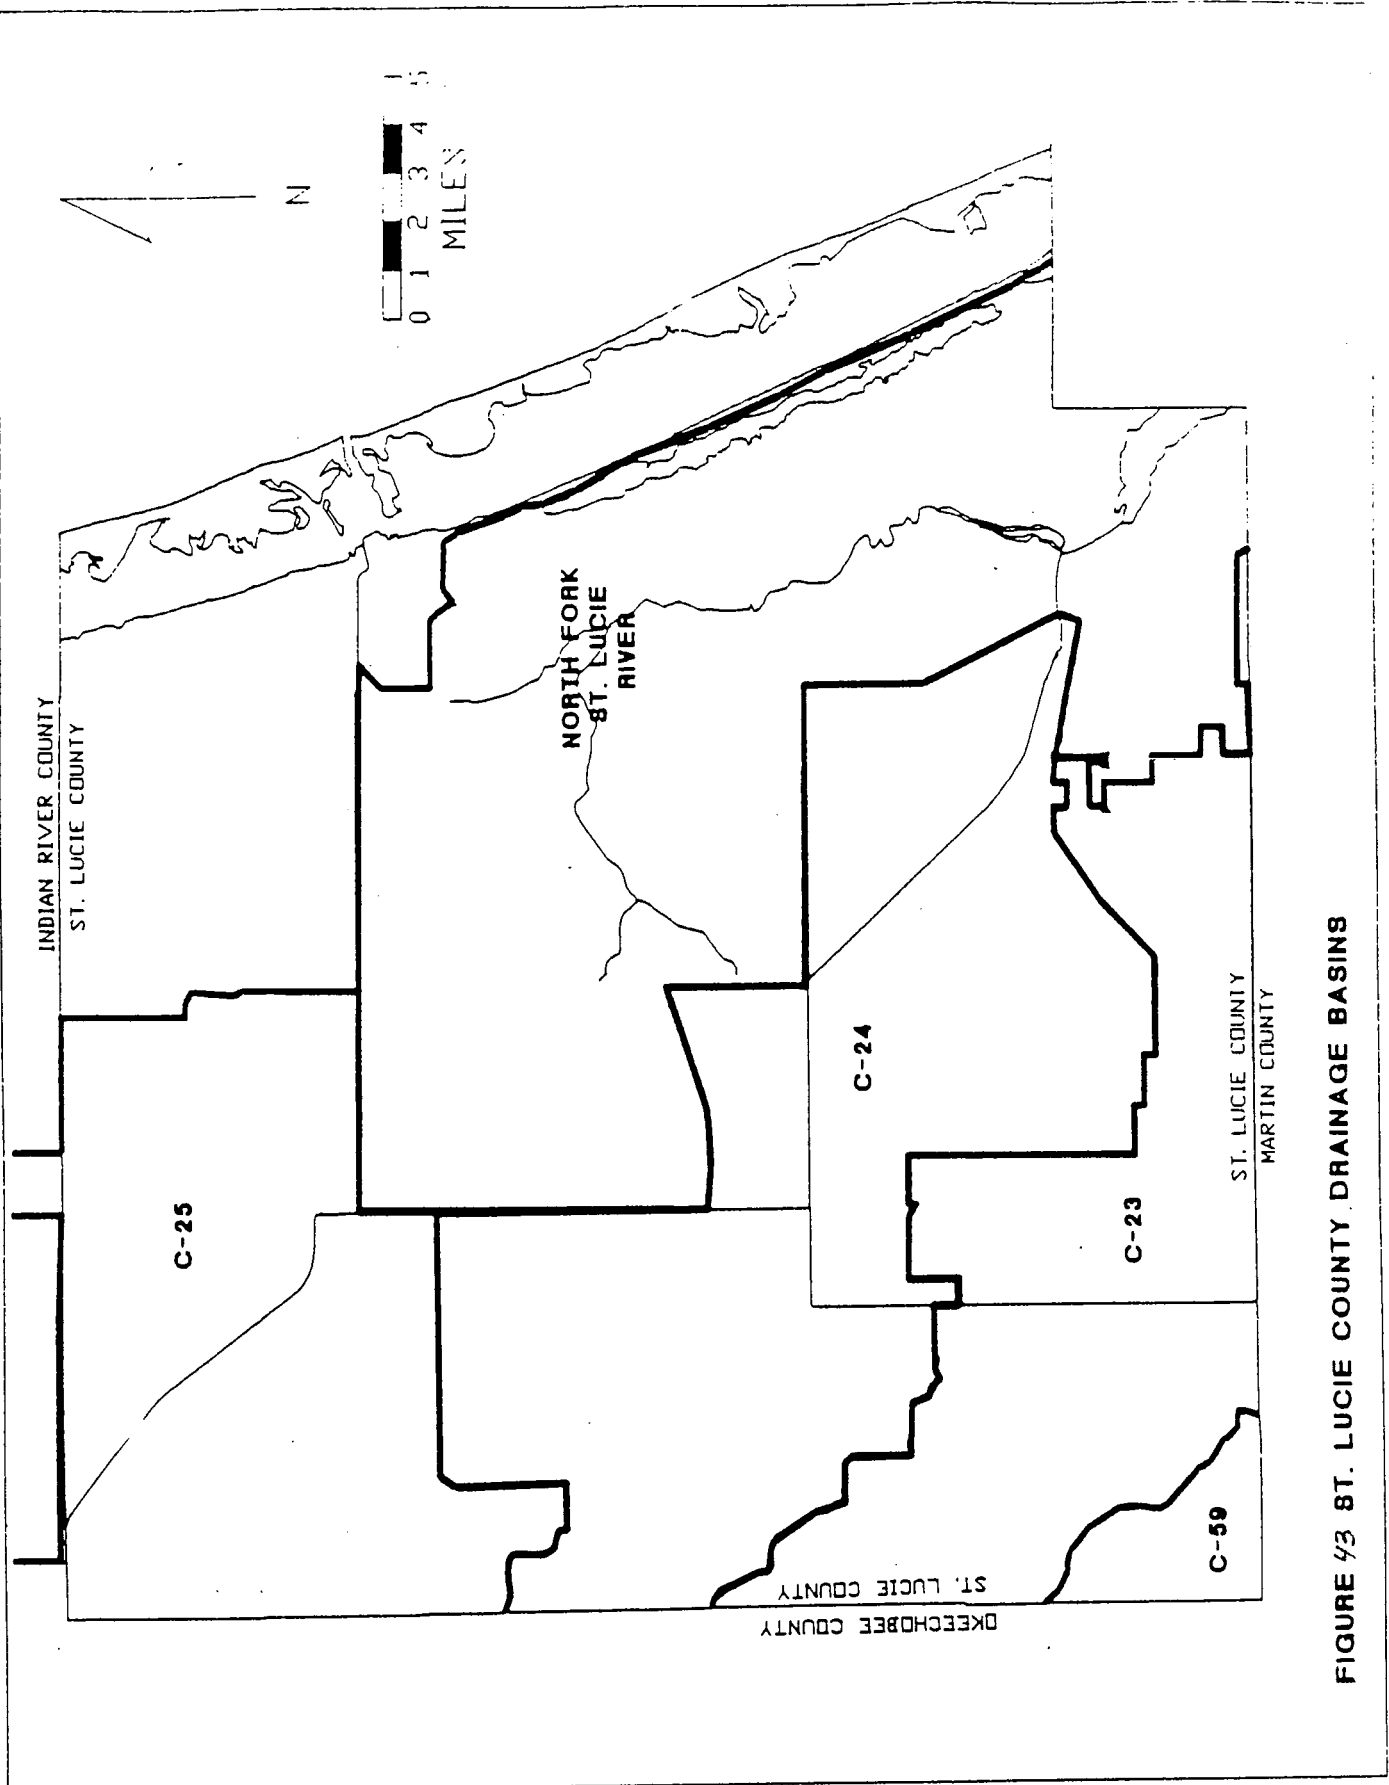 INDIAN RIVER COUNTY
ST. LUCIE COUNTY
N
0 1 2 3 4 5
MILES
C-25
NORTH FORK
ST. LUCIE
RIVER
C-24
OKEECHOBEE COUNTY
ST. LUCIE COUNTY
C-23
C-59
ST. LUCIE COUNTY
MARTIN COUNTY
FIGURE 43 ST. LUCIE COUNTY DRAINAGE BASINS